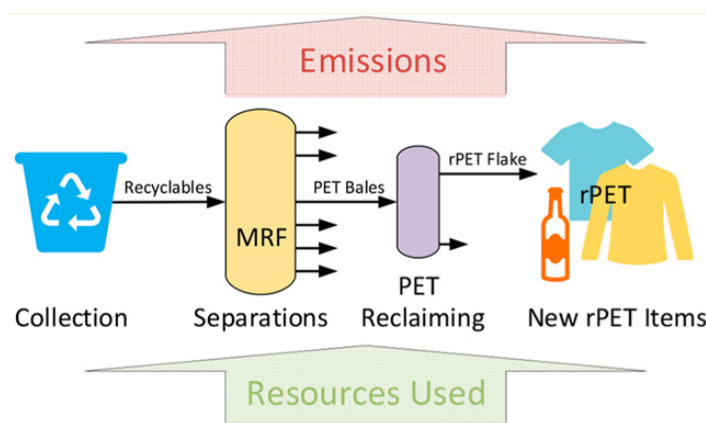 Emissions
Recyclables
PET Bales
rPET Flake
rPET
MRF
Collection
Separations
PET
Reclaiming
New rPET Items
Resources Used